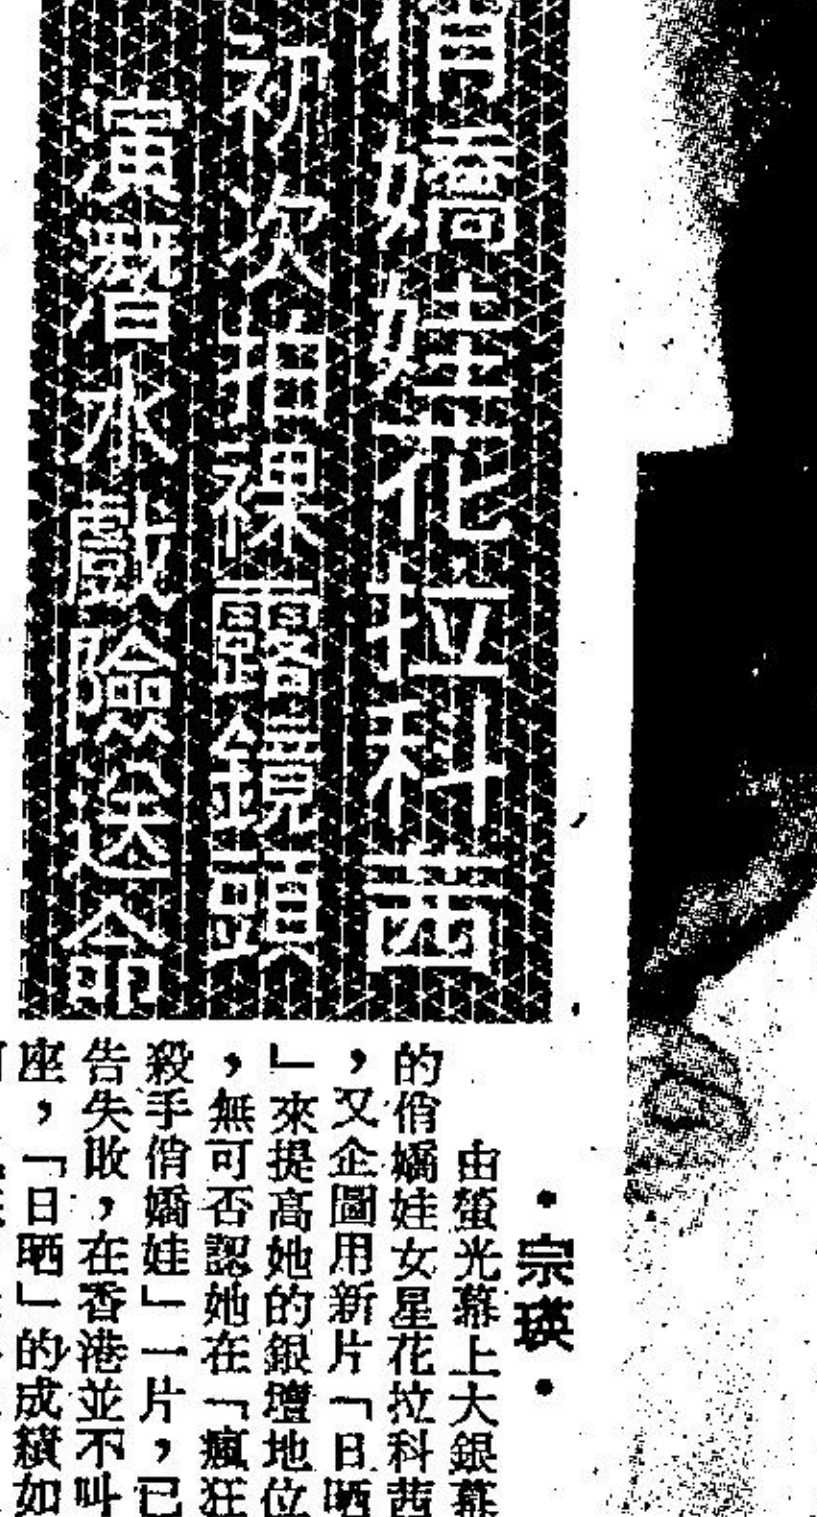 俏嬌娃花拉科茜
初次拍裸露鏡頭
演潛水戲險送命
•宗瑛•
由螢光幕上大銀幕
的俏嬌娃女星花拉科茜
，又企圖用新片「日晒
」來提高她的銀壇地位
，無可否認她在「瘋狂
殺手俏嬌娃」一片，已
告失敗，在香港並不叫
座，「日晒」的成績如